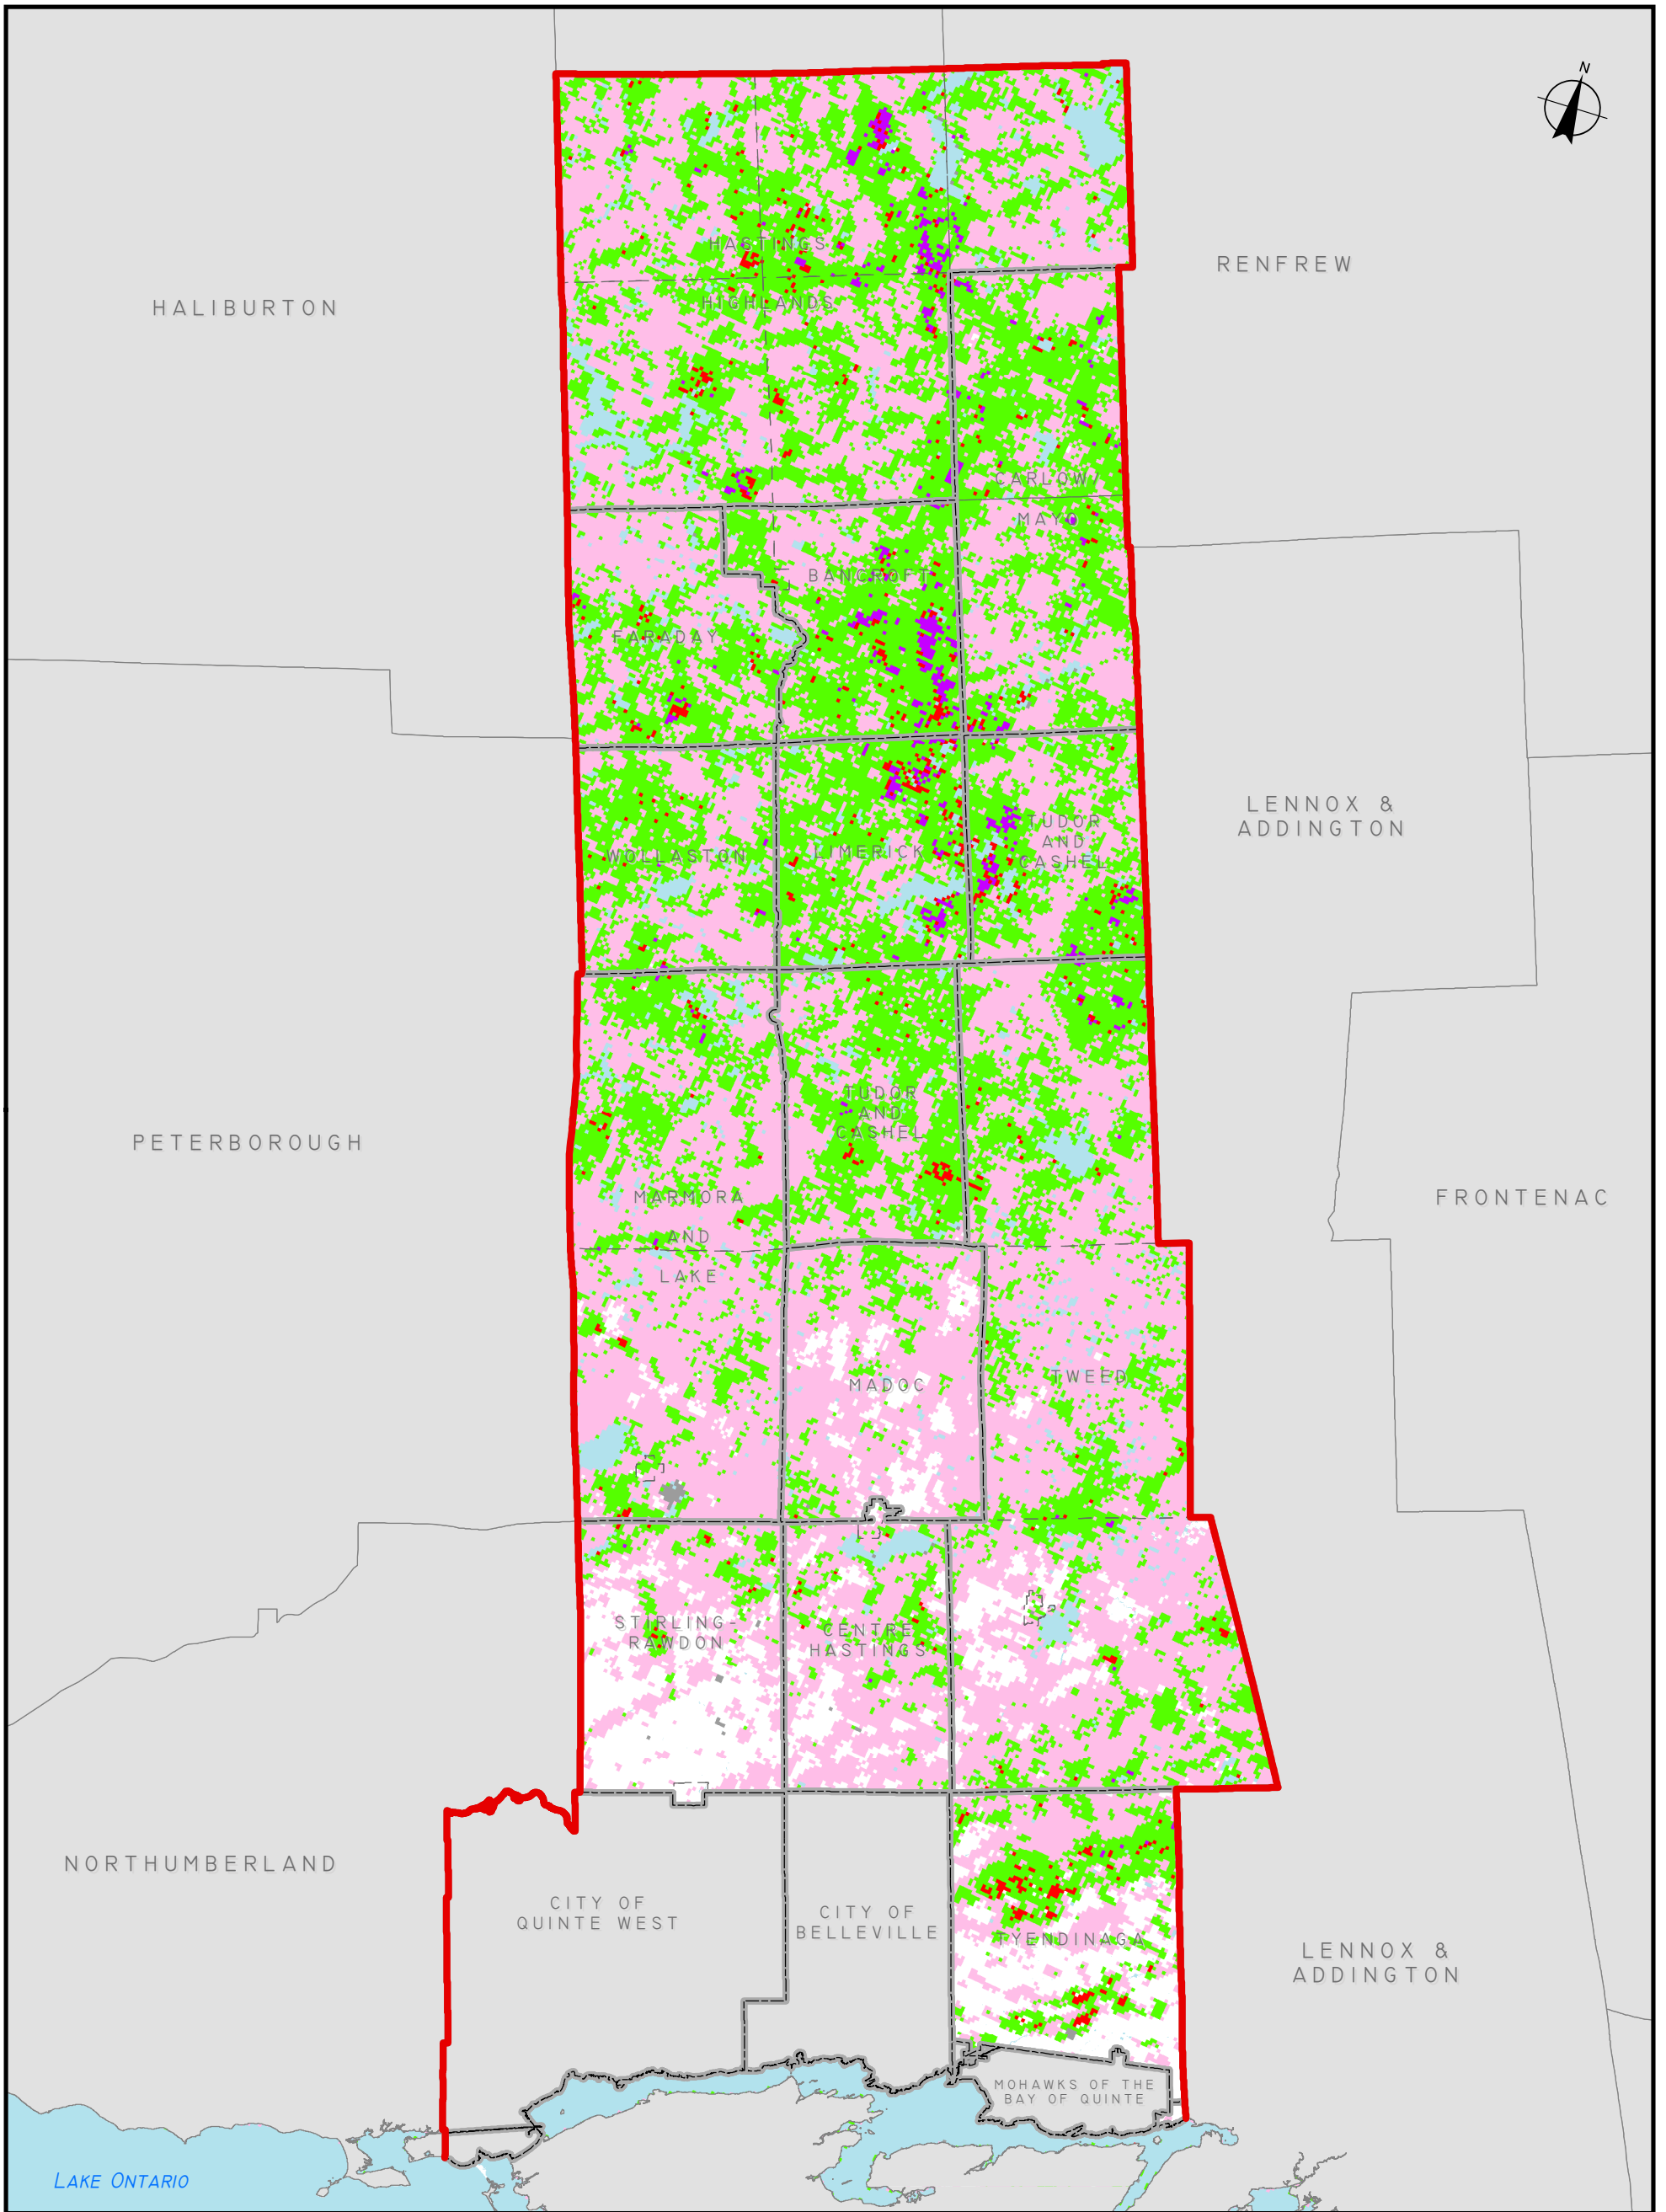 N
HASTINGS
RENFREW
HIGHLANDS
HALIBURTON
CARLOW/
MAYO
BANCROFT
FARADAY
LENNOX &
ADDINGTON
TUDOR
AND
CASHEL
WOLLASTON
LIMERICK
TUDOR
AND
CASHEL
PETERBOROUGH
MARMORA
AND
LAKE
FRONTENAC
MADOC
TWEED
STIRLING-
RAWDON
CENTRE
HASTINGS
NORTHUMBERLAND
CITY OF
QUINTE WEST
CITY OF
BELLEVILLE
TYENDINAGA
LENNOX &
ADDINGTON
MOHAWKS OF THE
BAY OF QUINTE
LAKE ONTARIO